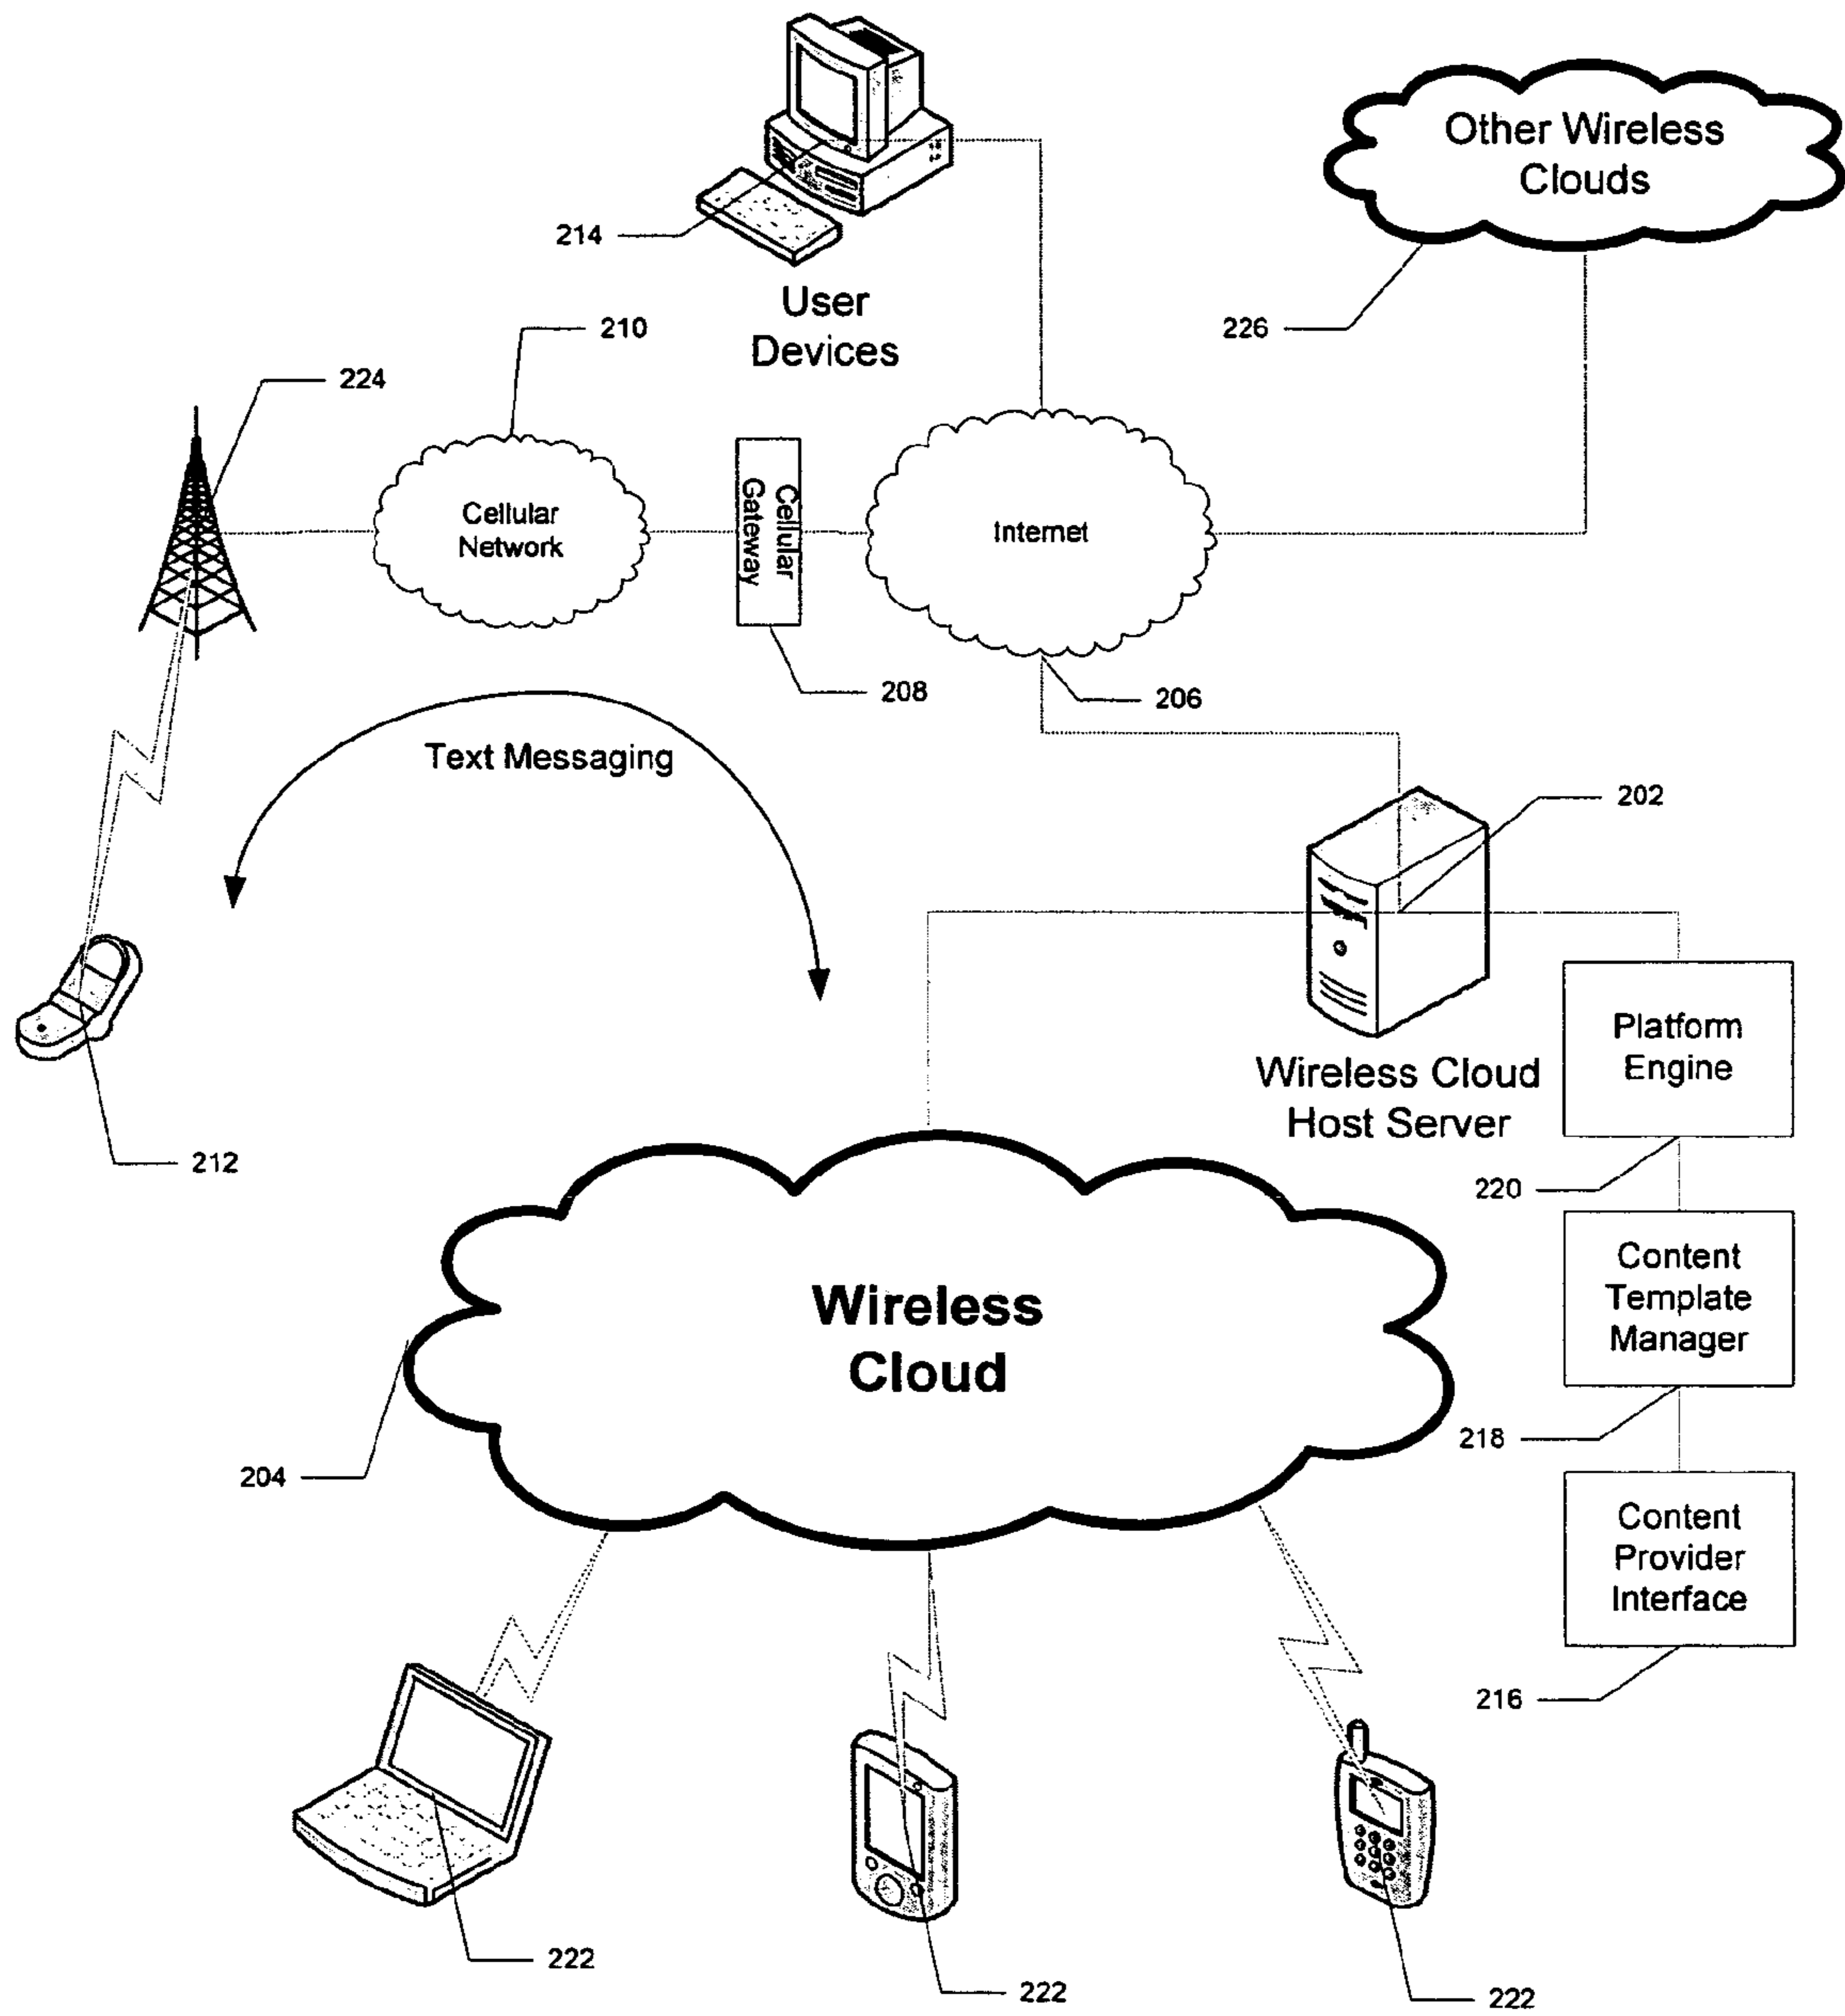 Other Wireless
Clouds
214
User
Devices
226
210
224
Cellular
Network
Cellular
Gateway
Internet
208
206
Text Messaging
202
Platform
Engine
Wireless Cloud
Host Server
212
220
Content
Template
Manager
Wireless
Cloud
218
204
Content
Provider
Interface
216
222
222
222